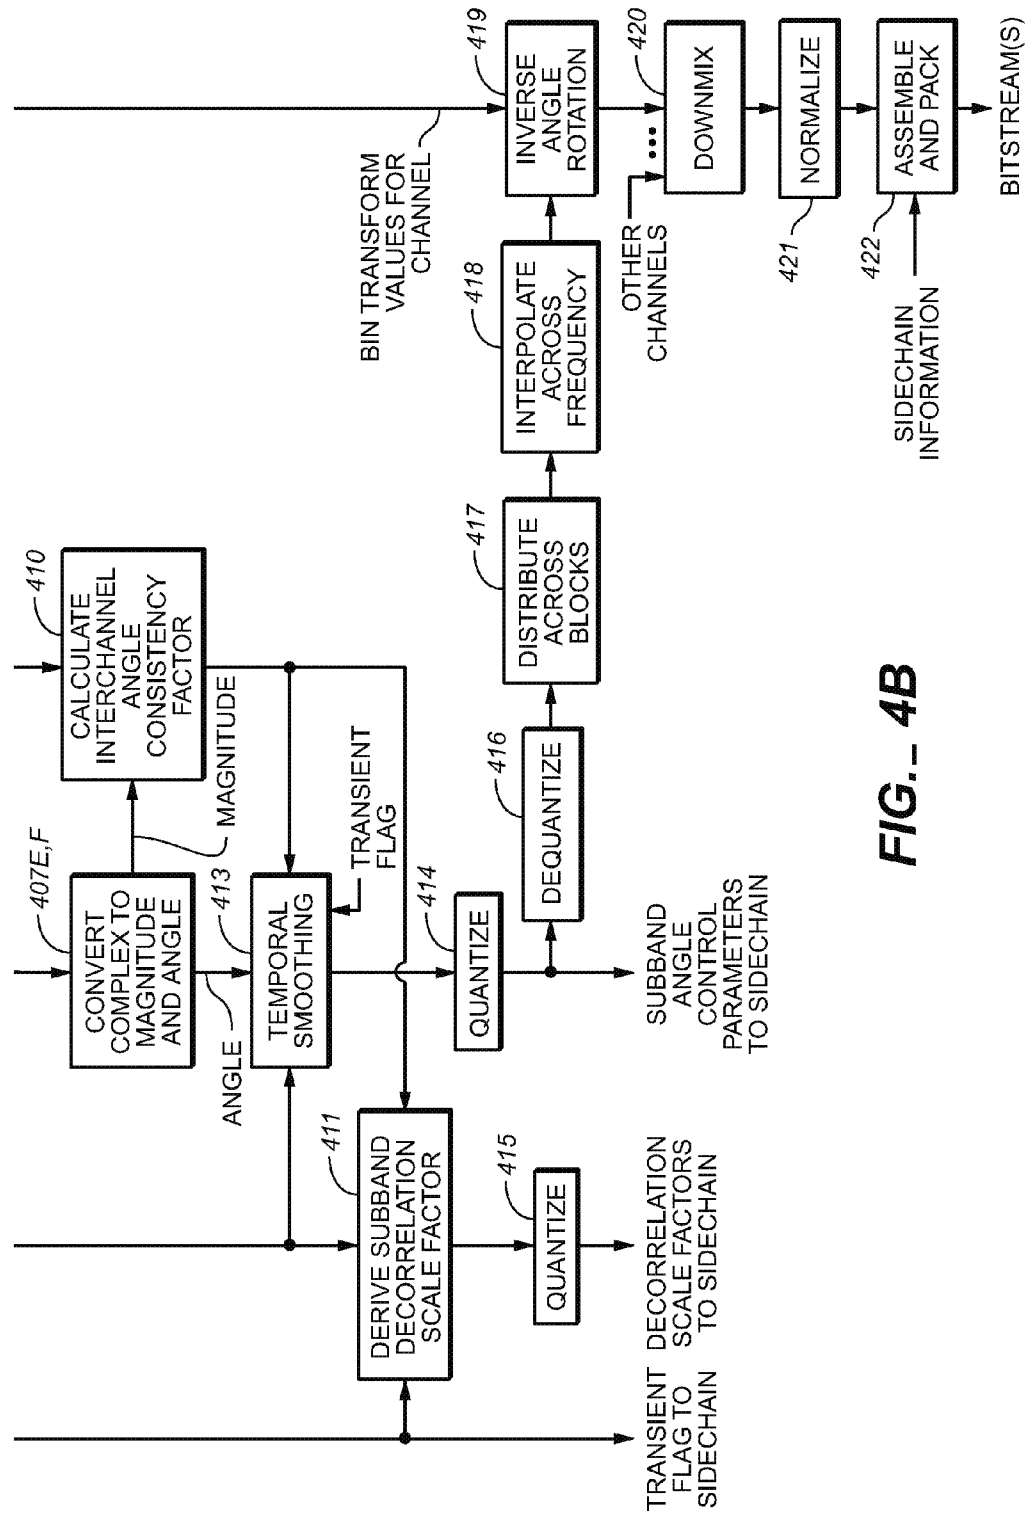 407E,F
CONVERT
COMPLEX TO
MAGNITUDE
AND ANGLE
MAGNITUDE
410
CALCULATE
INTERCHANNEL
ANGLE
CONSISTENCY
FACTOR
ANGLE
413
TEMPORAL
SMOOTHING
TRANSIENT
FLAG
411
DERIVE SUBBAND
DECORRELATION
SCALE FACTOR
414
QUANTIZE
415
QUANTIZE
416
DEQUANTIZE
417
DISTRIBUTE
ACROSS
BLOCKS
418
INTERPOLATE
ACROSS
FREQUENCY
BIN TRANSFORM
VALUES FOR
CHANNEL
419
INVERSE
ANGLE
ROTATION
OTHER
CHANNELS
...
420
DOWNMIX
421
NORMALIZE
422
ASSEMBLE
AND PACK
SIDECHAIN
INFORMATION
BITSTREAM(S)
TRANSIENT
FLAG TO
SIDECHAIN
DECORRELATION
SCALE FACTORS
TO SIDECHAIN
SUBBAND
ANGLE
CONTROL
PARAMETERS
TO SIDECHAIN
FIG._ 4B